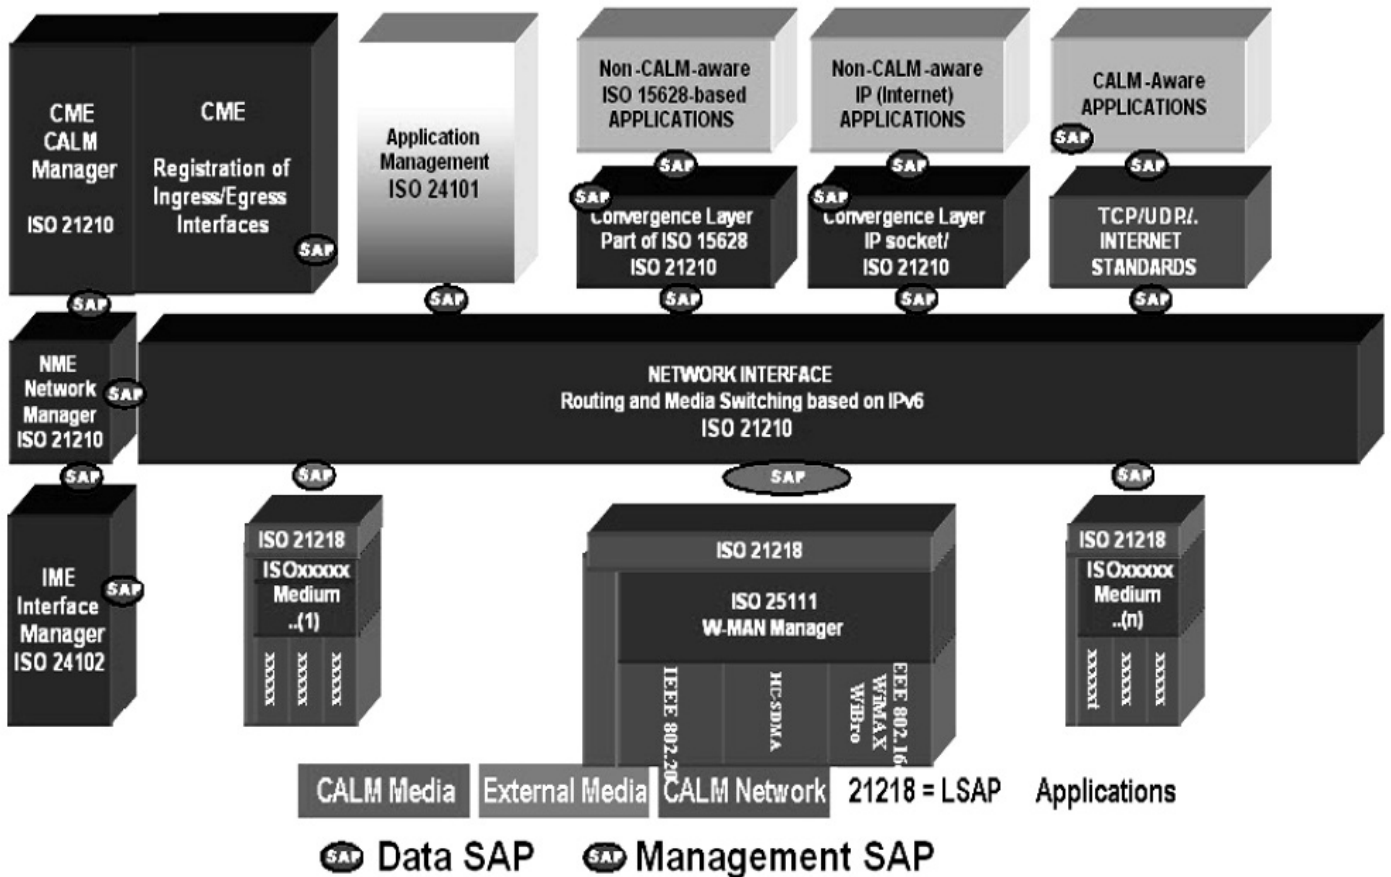 CME
CALM
Manager
ISO 21210
CME
Registration of
Ingress/Egress
Interfaces
SAP
Application
Management
ISO 24101
Non-CALM-aware
ISO 15628-based
APPLICATIONS
Non-CALM-aware
IP (Internet)
APPLICATIONS
CALM-Aware
APPLICATIONS
SAP
SAP
SAP
SAP
SAP
Convergence Layer
Part of ISO 15628
ISO 21210
SAP
Convergence Layer
IP socket/
ISO 21210
TCP/UDP/.
INTERNET
STANDARDS
SAP
SAP
SAP
SAP
SAP
NME
Network
Manager
ISO 21210
SAP
NETWORK INTERFACE
Routing and Media Switching based on IPv6
ISO 21210
SAP
SAP
SAP
SAP
IME
Interface
Manager
ISO 24102
SAP
ISO 21218
ISOxxxxx
Medium
..(1)
xxxxx
xxxxx
xxxxx
ISO 21218
ISO 25111
W-MAN Manager
IEEE 802.20
HC-SDMA
EEE 802.16
WiMAX
WiBro
ISO 21218
ISOxxxxx
Medium
..(n)
xxxxxt
xxxxx
xxxxx
CALM Media
External Media
CALM Network
21218 = LSAP
Applications
SAP Data SAP
SAP Management SAP